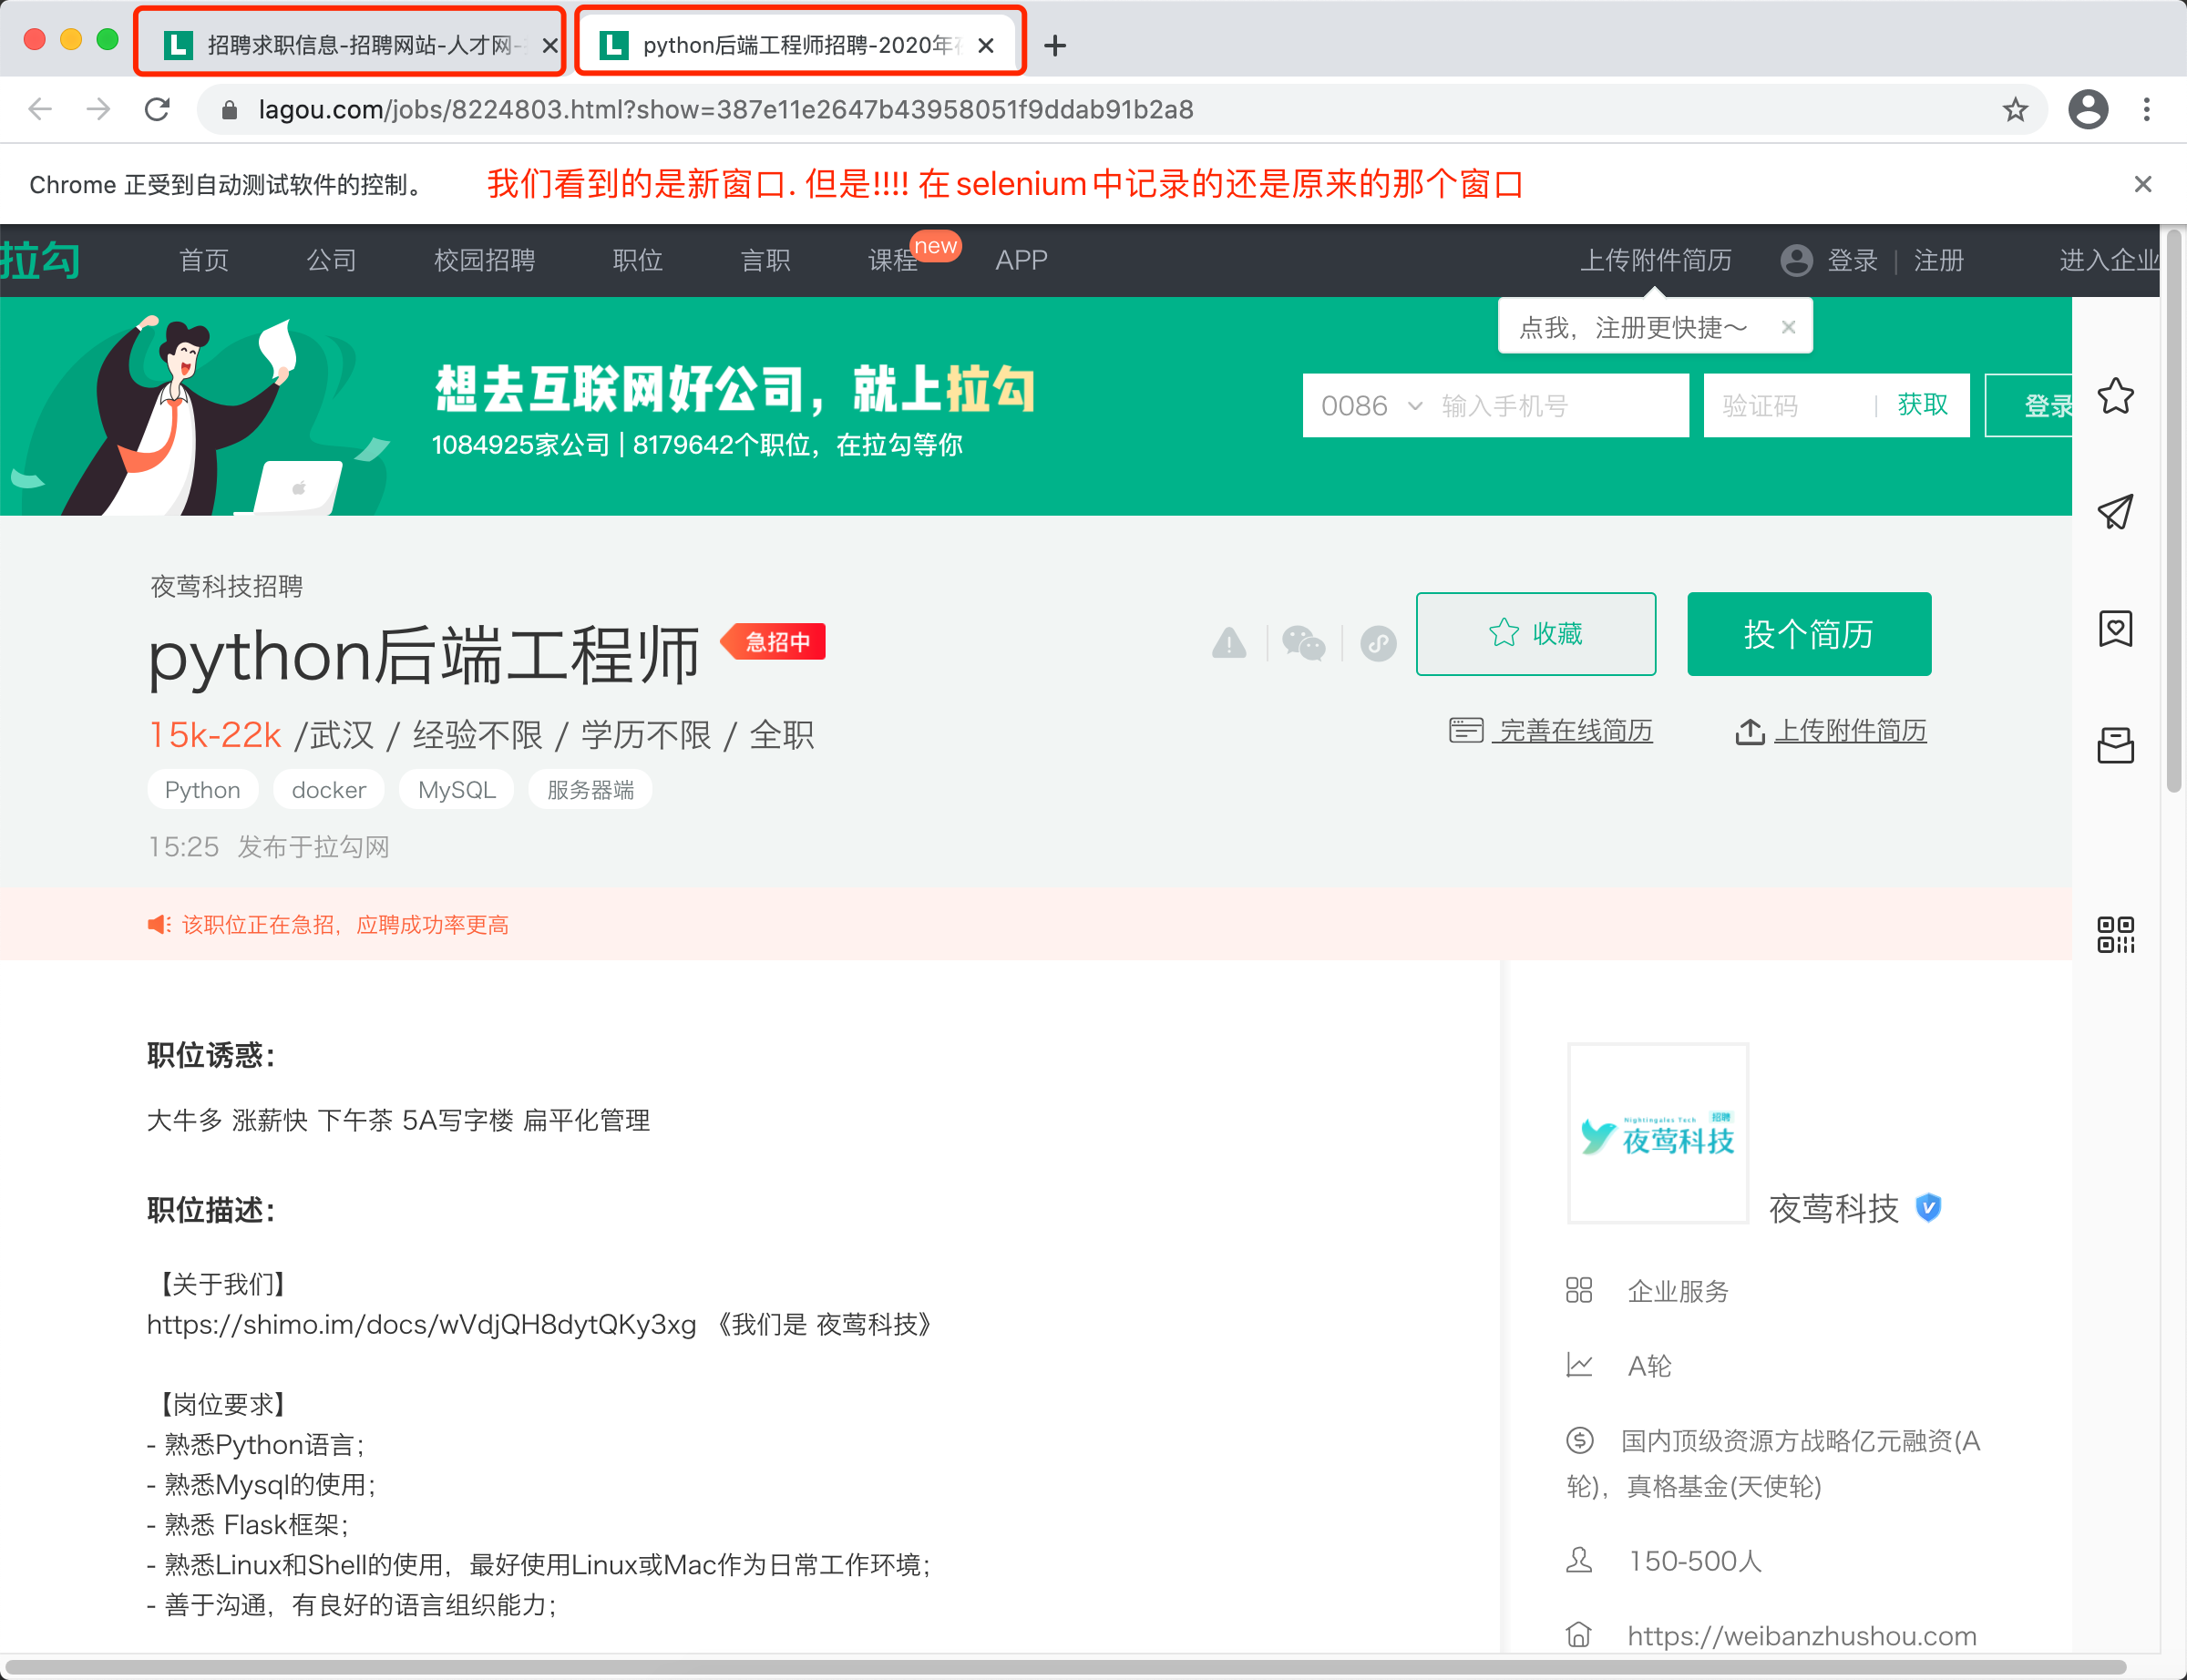 招聘求职信息-招聘网站-人才网-
python后端工程师招聘-2020年
lagou.com/jobs/8224803.html?show=387e11e2647b43958051f9ddab91b2a8
Chrome 正受到自动测试软件的控制。
我们看到的是新窗口. 但是!!!! 在selenium中记录的还是原来的那个窗口
拉勾 首页 公司 校园招聘 职位 言职 课程 new APP 上传附件简历 登录 | 注册 进入企业
点我，注册更快捷～
想去互联网好公司，就上拉勾
0086 输入手机号 验证码 | 获取 登录
1084925家公司 | 8179642个职位，在拉勾等你
夜莺科技招聘
python后端工程师 急招中
收藏 投个简历
15k-22k /武汉 / 经验不限 / 学历不限 / 全职
完善在线简历 上传附件简历
Python docker MySQL 服务器端
15:25 发布于拉勾网
该职位正在急招，应聘成功率更高
职位诱惑：
大牛多 涨薪快 下午茶 5A写字楼 扁平化管理
职位描述：
【关于我们】
https://shimo.im/docs/wVdjQH8dytQKy3xg 《我们是 夜莺科技》
【岗位要求】
- 熟悉Python语言；
- 熟悉Mysql的使用；
- 熟悉 Flask框架；
- 熟悉Linux和Shell的使用，最好使用Linux或Mac作为日常工作环境；
- 善于沟通，有良好的语言组织能力；
Nightingales Tech 招聘
夜莺科技
夜莺科技
企业服务
A轮
国内顶级资源方战略亿元融资(A
轮)，真格基金(天使轮)
150-500人
https://weibanzhushou.com